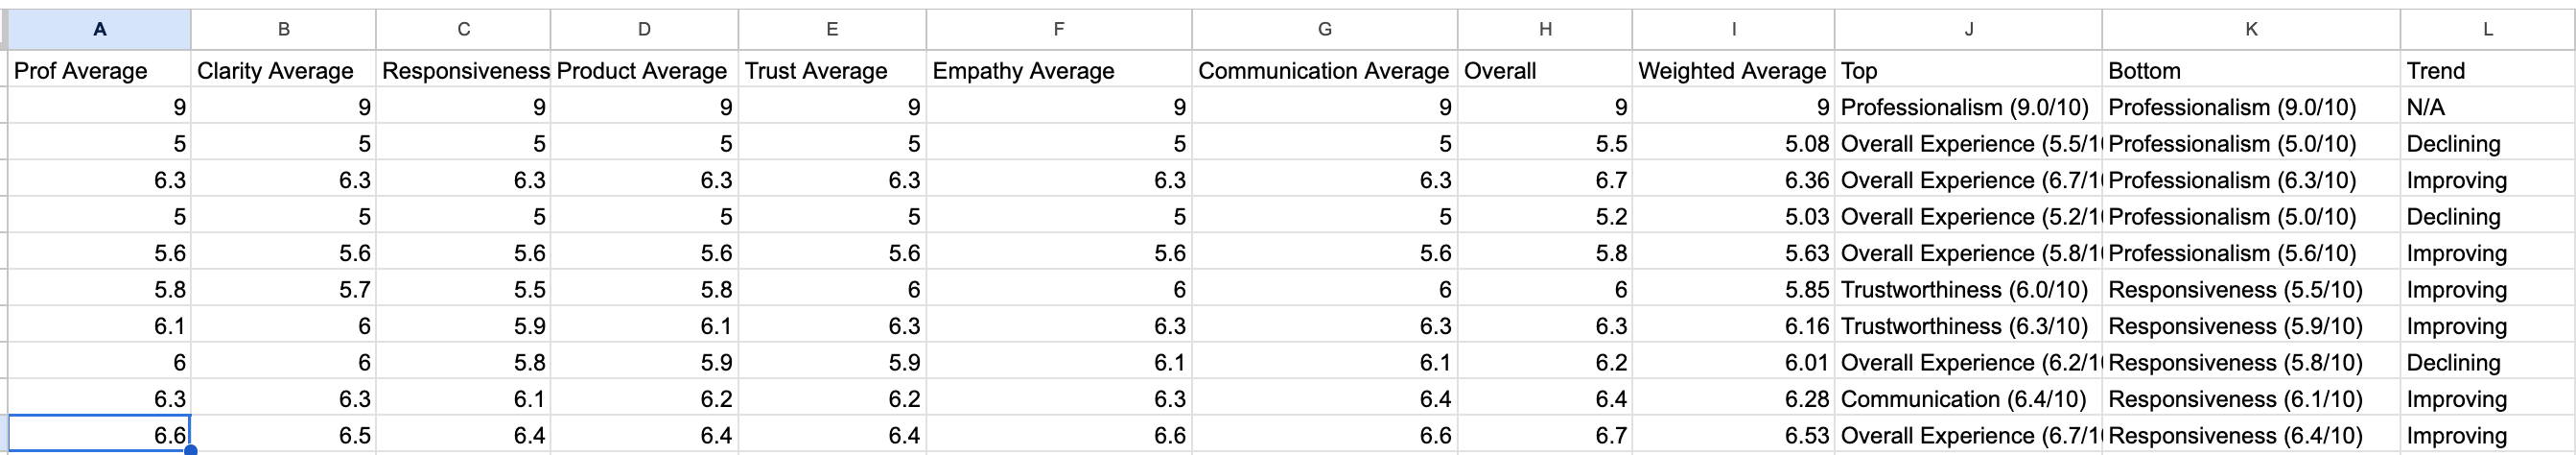 A B C D E F G H I J K L
Prof Average Clarity Average Responsiveness Product Average Trust Average Empathy Average Communication Average Overall Weighted Average Top Bottom Trend
9 9 9 9 9 9 9 9 9 Professionalism (9.0/10) Professionalism (9.0/10) N/A
5 5 5 5 5 5 5 5.5 5.08 Overall Experience (5.5/1 Professionalism (5.0/10) Declining
6.3 6.3 6.3 6.3 6.3 6.3 6.3 6.7 6.36 Overall Experience (6.7/1 Professionalism (6.3/10) Improving
5 5 5 5 5 5 5 5.2 5.03 Overall Experience (5.2/1 Professionalism (5.0/10) Declining
5.6 5.6 5.6 5.6 5.6 5.6 5.6 5.8 5.63 Overall Experience (5.8/1 Professionalism (5.6/10) Improving
5.8 5.7 5.5 5.8 6 6 6 6 5.85 Trustworthiness (6.0/10) Responsiveness (5.5/10) Improving
6.1 6 5.9 6.1 6.3 6.3 6.3 6.3 6.16 Trustworthiness (6.3/10) Responsiveness (5.9/10) Improving
6 6 5.8 5.9 5.9 6.1 6.1 6.2 6.01 Overall Experience (6.2/1 Responsiveness (5.8/10) Declining
6.3 6.3 6.1 6.2 6.2 6.3 6.4 6.4 6.28 Communication (6.4/10) Responsiveness (6.1/10) Improving
6.6 6.5 6.4 6.4 6.4 6.6 6.6 6.7 6.53 Overall Experience (6.7/1 Responsiveness (6.4/10) Improving